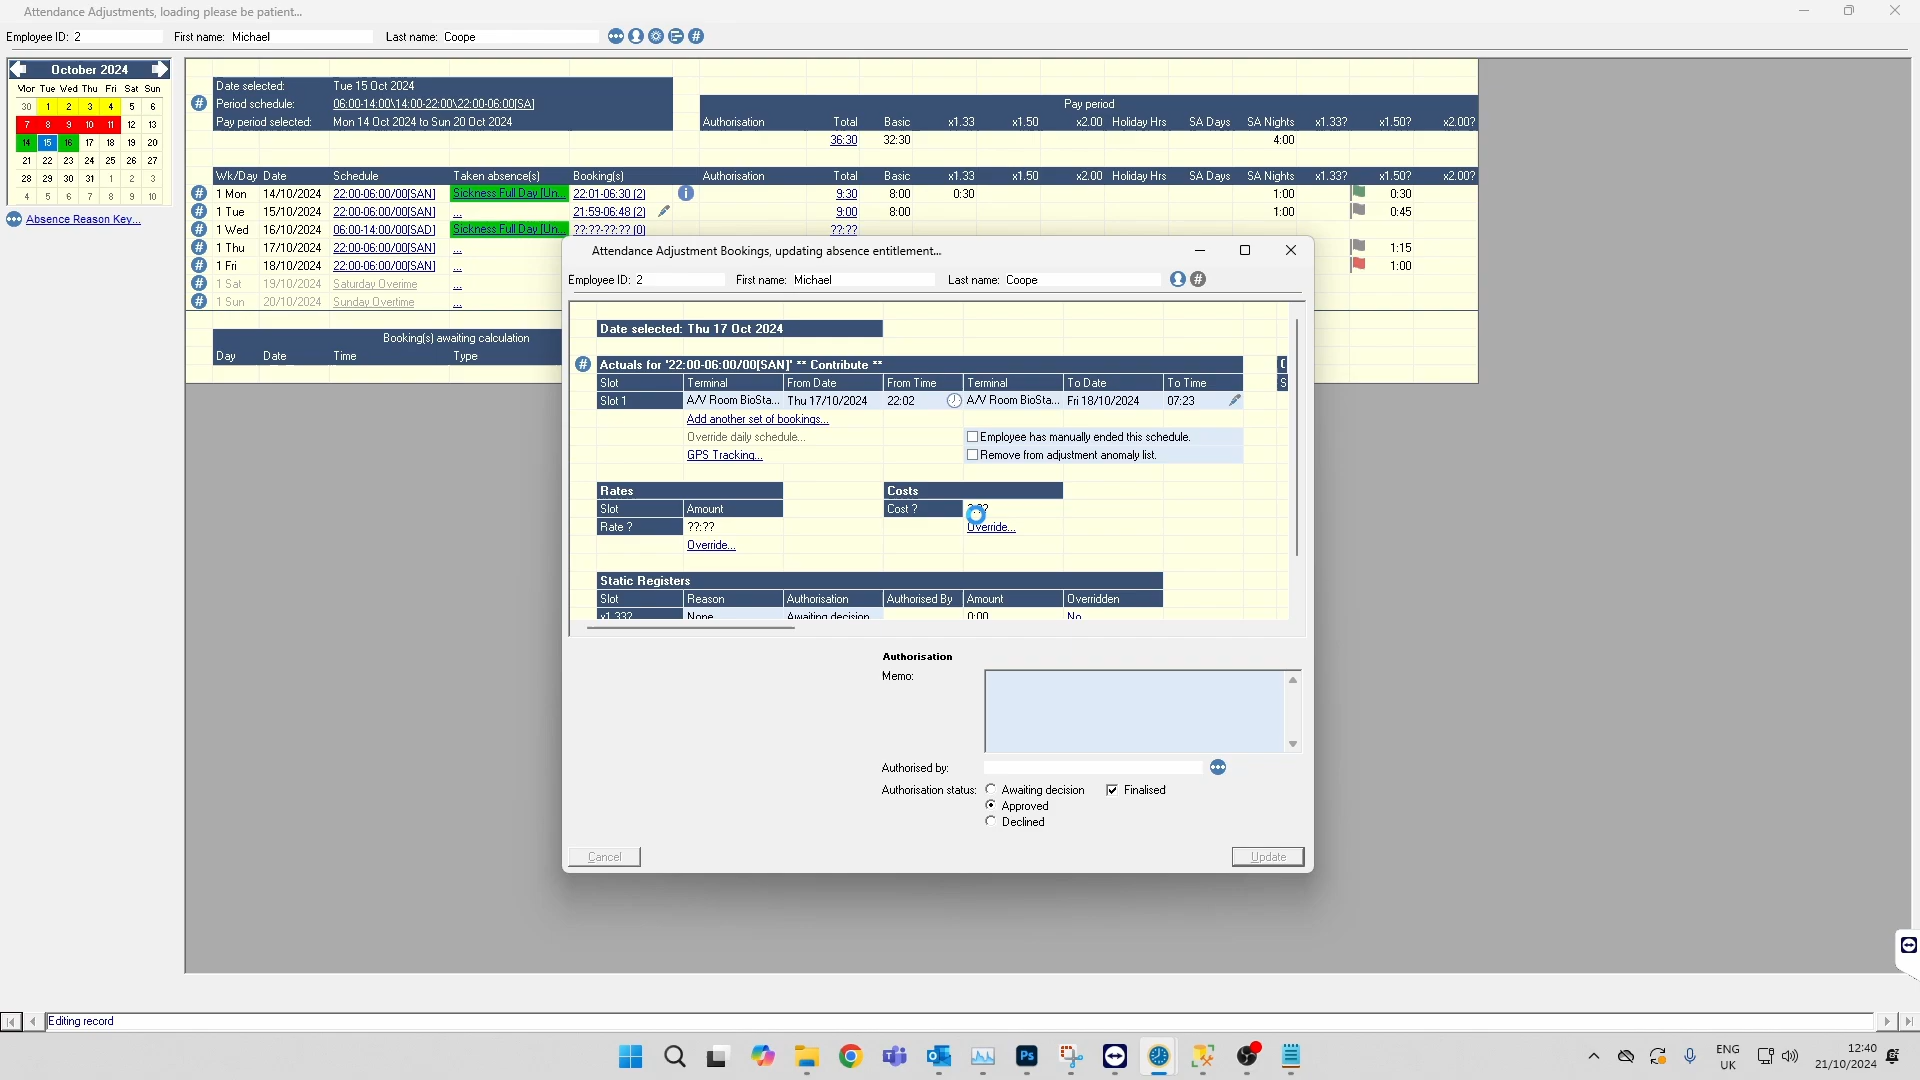 Attendance Adjustments, loading please be patient...
Employee ID: 2 First name: Michael Last name: Coope
October 2024
Mon Tue Wed Thu Fri Sat Sun
30 1 2 3 4 5 6
7 8 9 10 11 12 13
14 15 16 17 18 19 20
21 22 23 24 25 26 27
28 29 30 31 1 2 3
4 5 6 7 8 9 10
Absence Reason Key...
Date selected: Tue 15 Oct 2024
Period schedule: 06:00-14:00\14:00-22:00\22:00-06:00[SA]
Pay period selected: Mon 14 Oct 2024 to Sun 20 Oct 2024
Pay period
Authorisation Total Basic x1.33 x1.50 x2.00 Holiday Hrs SA Days SA Nights x1.33? x1.50? x2.00?
36:30 32:30 4:00
Wk/Day Date Schedule Taken absence(s) Booking(s) Authorisation Total Basic x1.33 x1.50 x2.00 Holiday Hrs SA Days SA Nights x1.33? x1.50? x2.00?
1 Mon 14/10/2024 22:00-06:00/00[SAN] Sickness Full Day [Un... 22:01-06:30 [2] 9:30 8:00 0:30 1:00 0:30
1 Tue 15/10/2024 22:00-06:00/00[SAN] ... 21:59-06:48 [2] 9:00 8:00 1:00 0:45
1 Wed 16/10/2024 06:00-14:00[SAD] Sickness Full Day [Un... ??:??-??:?? [0] ??:??
1 Thu 17/10/2024 22:00-06:00/00[SAN] ... 1:15
1 Fri 18/10/2024 22:00-06:00/00[SAN] ... 1:00
1 Sat 19/10/2024 Saturday Overime ...
1 Sun 20/10/2024 Sunday Overtime ...
Booking(s) awaiting calculation
Day Date Time Type
Attendance Adjustment Bookings, updating absence entitlement...
Employee ID: 2 First name: Michael Last name: Coope
Date selected: Thu 17 Oct 2024
Actuals for '22:00-06:00/00[SAN]' ** Contribute **
Slot Terminal From Date From Time Terminal To Date To Time
Slot 1 A/V Room BioSta... Thu 17/10/2024 22:02 A/V Room BioSta... Fri 18/10/2024 07:23
Add another set of bookings...
Override daily schedule... Employee has manually ended this schedule.
GPS Tracking... Remove from adjustment anomaly list.
Rates Costs
Slot Amount Cost ?
Rate ? ??:?? Override...
Override...
Static Registers
Slot Reason Authorisation Authorised By Amount Overridden
x1.33? None Awaiting decision 0:00 No
Authorisation
Memo:
Authorised by:
Authorisation status: Awaiting decision Finalised
Approved
Declined
Cancel Update
Editing record
ENG
UK
12:40
21/10/2024